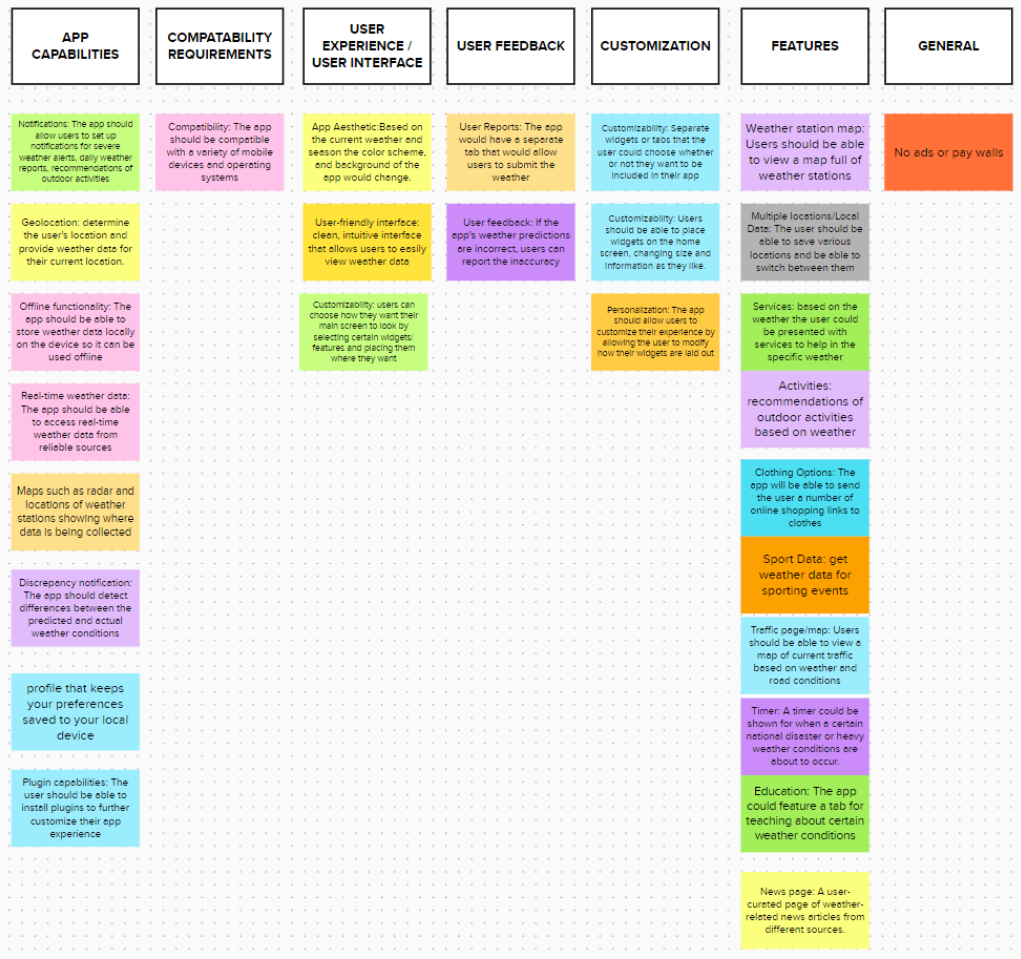 APP
CAPABILITIES
COMPATABILITY
REQUIREMENTS
USER
EXPERIENCE /
USER INTERFACE
USER FEEDBACK
CUSTOMIZATION
FEATURES
GENERAL
Notifications: The app should
allow users to set up
notifications for severe
weather alerts, daily weather
reports, recommendations of
outdoor activities
Geolocation: determine
the user's location and
provide weather data for
their current location.
Offline functionality: The
app should be able to
store weather data locally
on the device so it can be
used offline
Real-time weather data:
The app should be able
to access real-time
weather data from
reliable sources
Maps such as radar and
locations of weather
stations showing where
data is being collected
Discrepancy notification:
The app should detect
differences between the
predicted and actual
weather conditions
profile that keeps
your preferences
saved to your local
device
Plugin capabilities: The
user should be able to
install plugins to further
customize their app
experience
Compatibility: The app
should be compatible
with a variety of mobile
devices and operating
systems
App Aesthetic:Based on
the current weather and
season the color scheme,
and background of the
app would change.
User-friendly interface:
clean, intuitive interface
that allows users to easily
view weather data
Customizability: users can
choose how they want their
main screen to look by
selecting certain widgets/
features and placing them
where they want
User Reports: The app
would have a separate
tab that would allow
users to submit the
weather
User feedback: If the
app's weather predictions
are incorrect, users can
report the inaccuracy
Customizability: Separate
widgets or tabs that the
user could choose whether
or not they want to be
included in their app
Customizability: Users
should be able to place
widgets on the home
screen, changing size and
information as they like.
Personalization: The app
should allow users to
customize their experience by
allowing the user to modify
how their widgets are laid out
Weather station map:
Users should be able
to view a map full of
weather stations
Multiple locations/Local
Data: The user should be
able to save various
locations and be able to
switch between them
Services: based on the
weather the user could
be presented with
services to help in the
specific weather
Activities:
recommendations of
outdoor activities
based on weather
Clothing Options: The
app will be able to send
the user a number of
online shopping links to
clothes
Sport Data: get
weather data for
sporting events
Traffic page/map: Users
should be able to view a
map of current traffic
based on weather and
road conditions
Timer: A timer could be
shown for when a certain
national disaster or heavy
weather conditions are
about to occur.
Education: The app
could feature a tab for
teaching about certain
weather conditions
News page: A user-
curated page of weather-
related news articles from
different sources.
No ads or pay walls